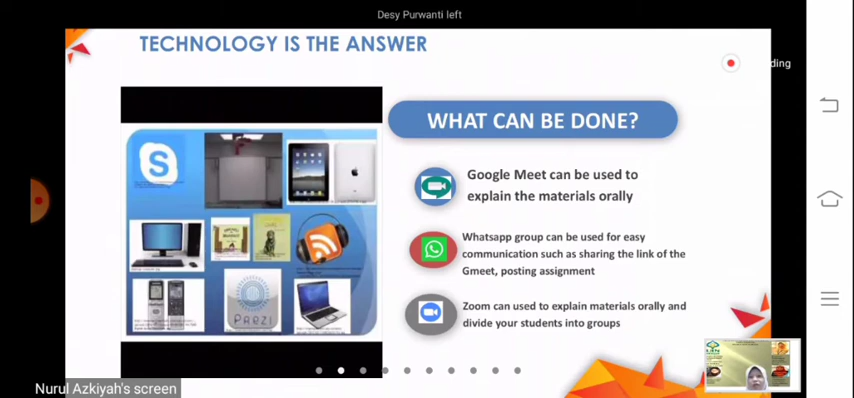 Desy Purwanti left
TECHNOLOGY IS THE ANSWER
ding
WHAT CAN BE DONE?
Google Meet can be used to
explain the materials orally
Whatsapp group can be used for easy
communication such as sharing the link of the
Gmeet, posting assignment
Zoom can used to explain materials orally and
divide your students into groups
S
PARZI
Nurul Azkiyah's screen